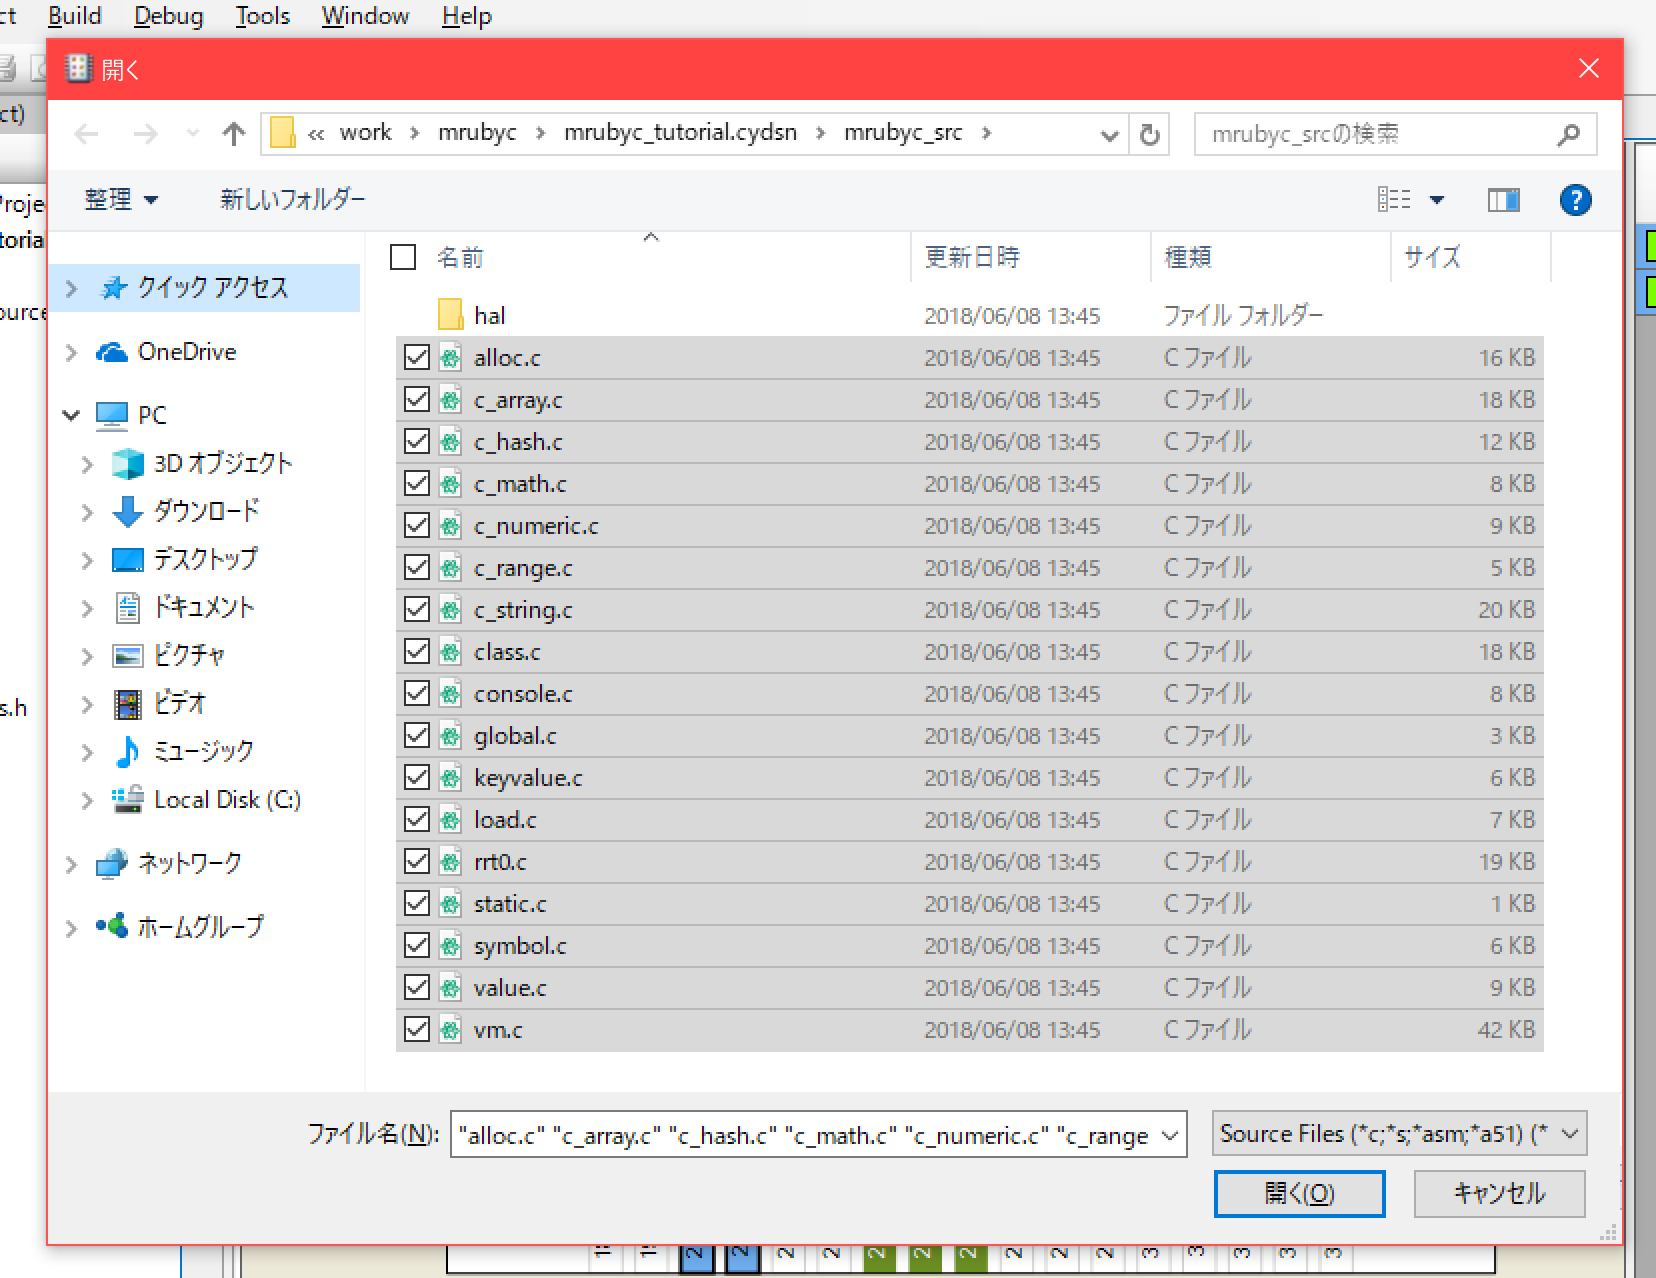 ct Build Debug Tools Window Help
開く
ct)
« work › mrubyc › mrubyc_tutorial.cydsn › mrubyc_src ›
mrubyc_srcの検索
整理 新しいフォルダー
Proje
torial
ource
s.h
クイック アクセス
OneDrive
PC
3D オブジェクト
ダウンロード
デスクトップ
ドキュメント
ピクチャ
ビデオ
ミュージック
Local Disk (C:)
ネットワーク
ホームグループ
名前 更新日時 種類 サイズ
hal 2018/06/08 13:45 ファイル フォルダー
alloc.c 2018/06/08 13:45 C ファイル 16 KB
c_array.c 2018/06/08 13:45 C ファイル 18 KB
c_hash.c 2018/06/08 13:45 C ファイル 12 KB
c_math.c 2018/06/08 13:45 C ファイル 8 KB
c_numeric.c 2018/06/08 13:45 C ファイル 9 KB
c_range.c 2018/06/08 13:45 C ファイル 5 KB
c_string.c 2018/06/08 13:45 C ファイル 20 KB
class.c 2018/06/08 13:45 C ファイル 18 KB
console.c 2018/06/08 13:45 C ファイル 8 KB
global.c 2018/06/08 13:45 C ファイル 3 KB
keyvalue.c 2018/06/08 13:45 C ファイル 6 KB
load.c 2018/06/08 13:45 C ファイル 7 KB
rrt0.c 2018/06/08 13:45 C ファイル 19 KB
static.c 2018/06/08 13:45 C ファイル 1 KB
symbol.c 2018/06/08 13:45 C ファイル 6 KB
value.c 2018/06/08 13:45 C ファイル 9 KB
vm.c 2018/06/08 13:45 C ファイル 42 KB
ファイル名(N): "alloc.c" "c_array.c" "c_hash.c" "c_math.c" "c_numeric.c" "c_range
Source Files (*c;*s;*asm;*a51) (*
開く(O) キャンセル